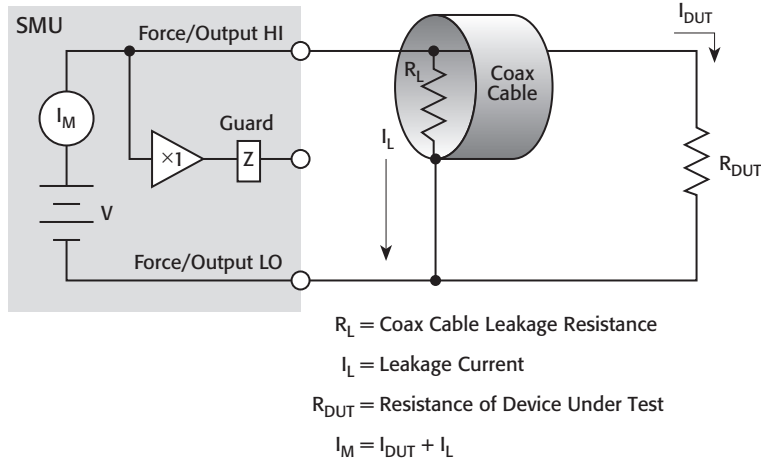 SMU
Force/Output HI
I_DUT
R_L
Coax
Cable
I_M
Guard
I_L
×1
Z
R_DUT
V
Force/Output LO
R_L = Coax Cable Leakage Resistance
I_L = Leakage Current
R_DUT = Resistance of Device Under Test
I_M = I_DUT + I_L